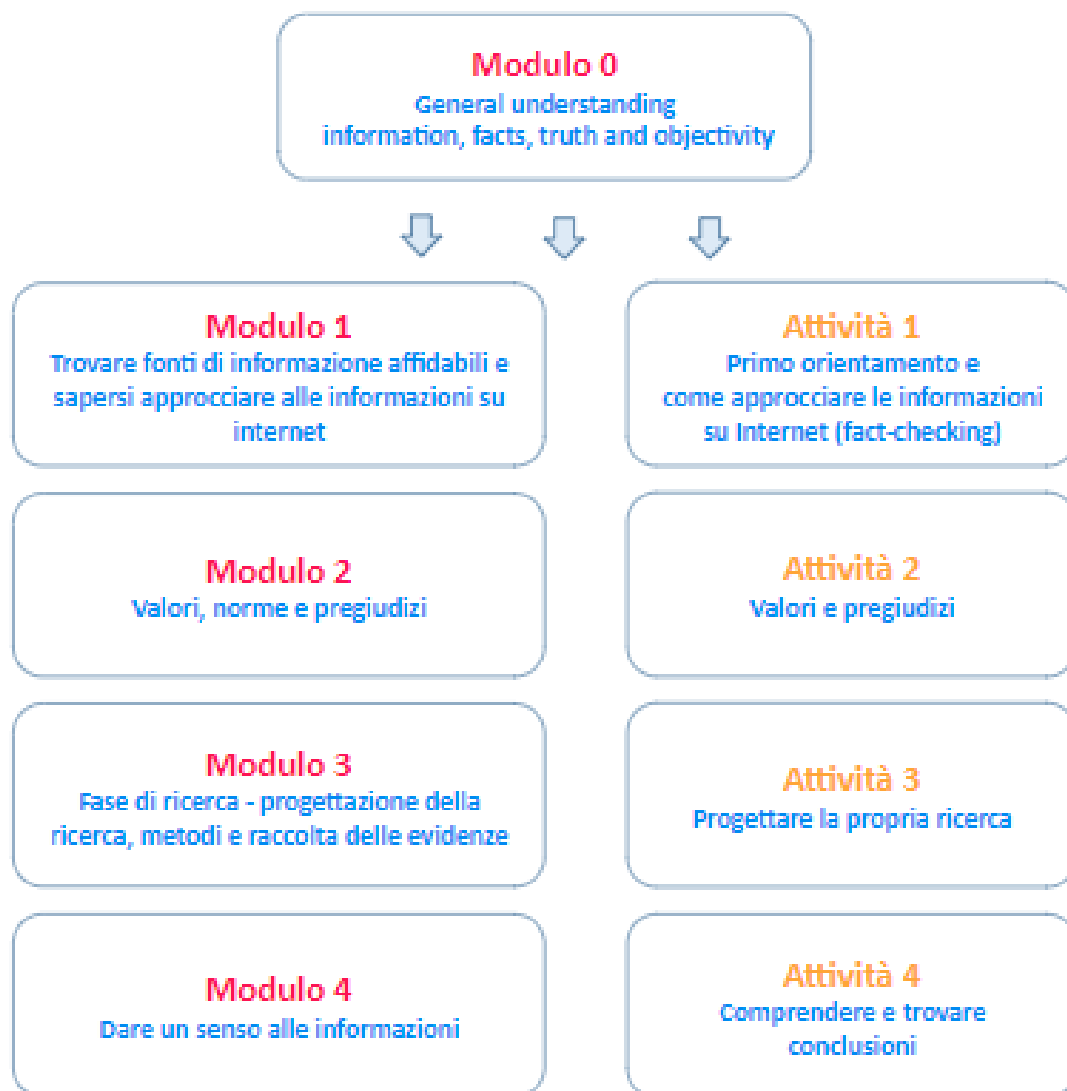 Modulo 0
General understanding
information, facts, truth and objectivity
Modulo 1
Trovare fonti di informazione affidabili e
sapersi approcciare alle informazioni su
internet
Attività 1
Primo orientamento e
come approcciare le informazioni
su Internet (fact-checking)
Modulo 2
Valori, norme e pregiudizi
Attività 2
Valori e pregiudizi
Modulo 3
Fase di ricerca - progettazione della
ricerca, metodi e raccolta delle evidenze
Attività 3
Progettare la propria ricerca
Modulo 4
Dare un senso alle informazioni
Attività 4
Comprendere e trovare
conclusioni